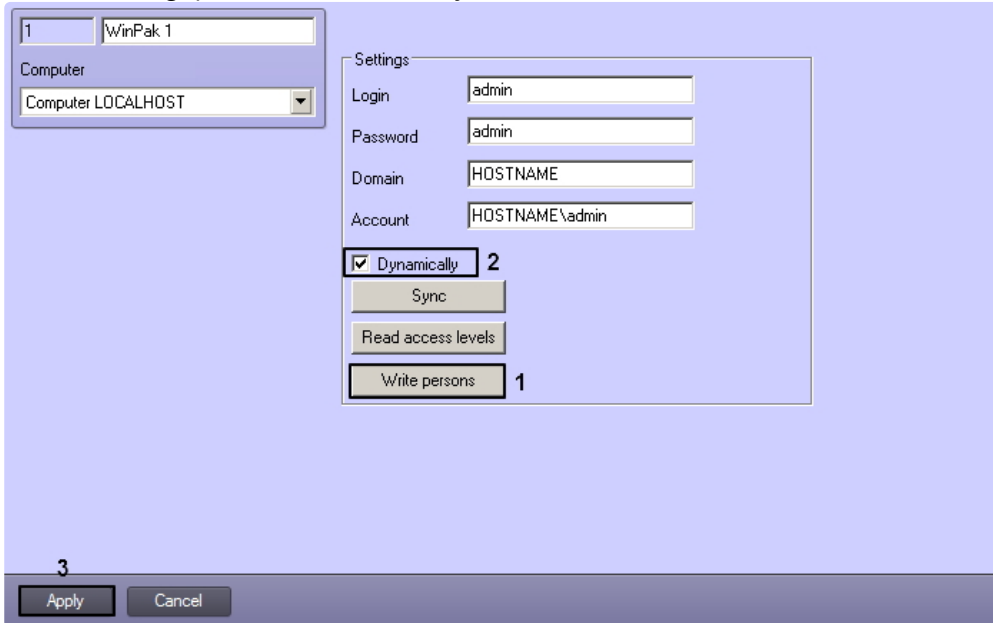 1 WinPak 1
Computer
Computer LOCALHOST
Settings
Login admin
Password admin
Domain HOSTNAME
Account HOSTNAME\admin
Dynamically 2
Sync
Read access levels
Write persons 1
3
Apply Cancel